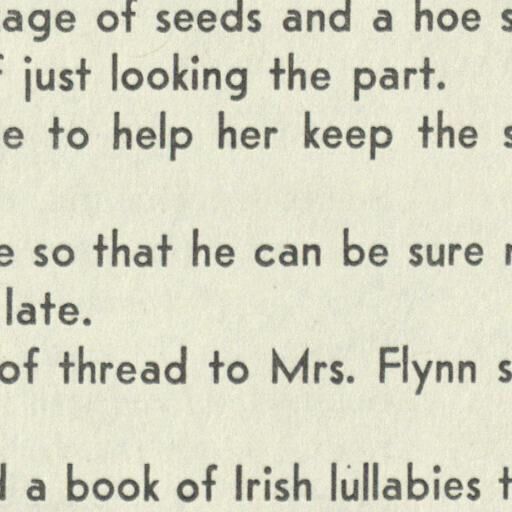 age of seeds and a hoe s
f just looking the part.
e to help her keep the s
e so that he can be sure
late.
of thread to Mrs. Flynn s
a book of Irish lullabies t